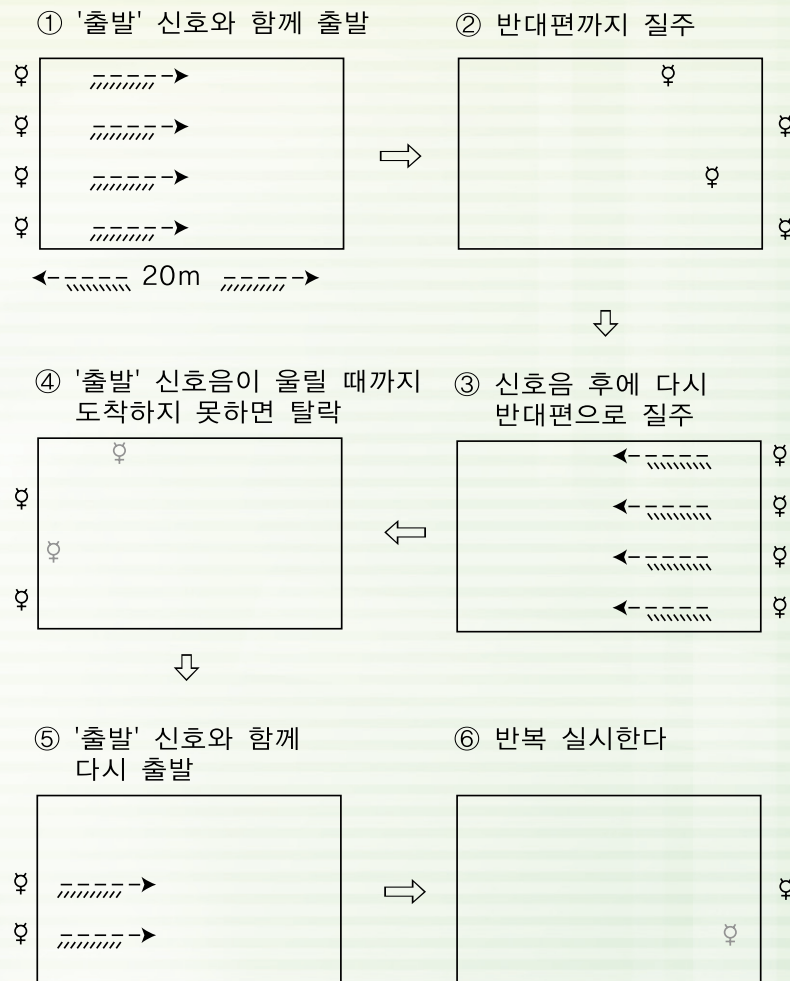 ① '출발' 신호와 함께 출발
② 반대편까지 질주
20m
④ '출발' 신호음이 울릴 때까지
도착하지 못하면 탈락
③ 신호음 후에 다시
반대편으로 질주
⑤ '출발' 신호와 함께
다시 출발
⑥ 반복 실시한다